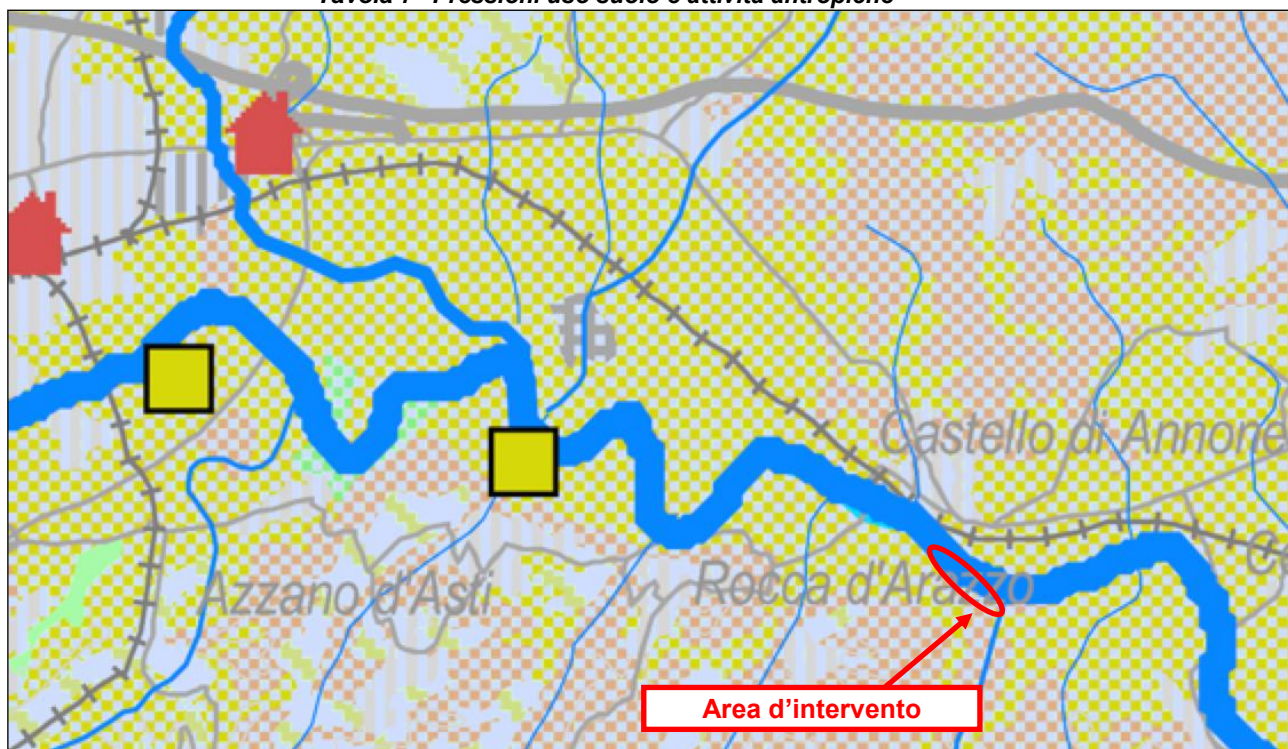 Castello di Annone
Rocca d'Arazzo
Azzano d'Asti
Area d'intervento